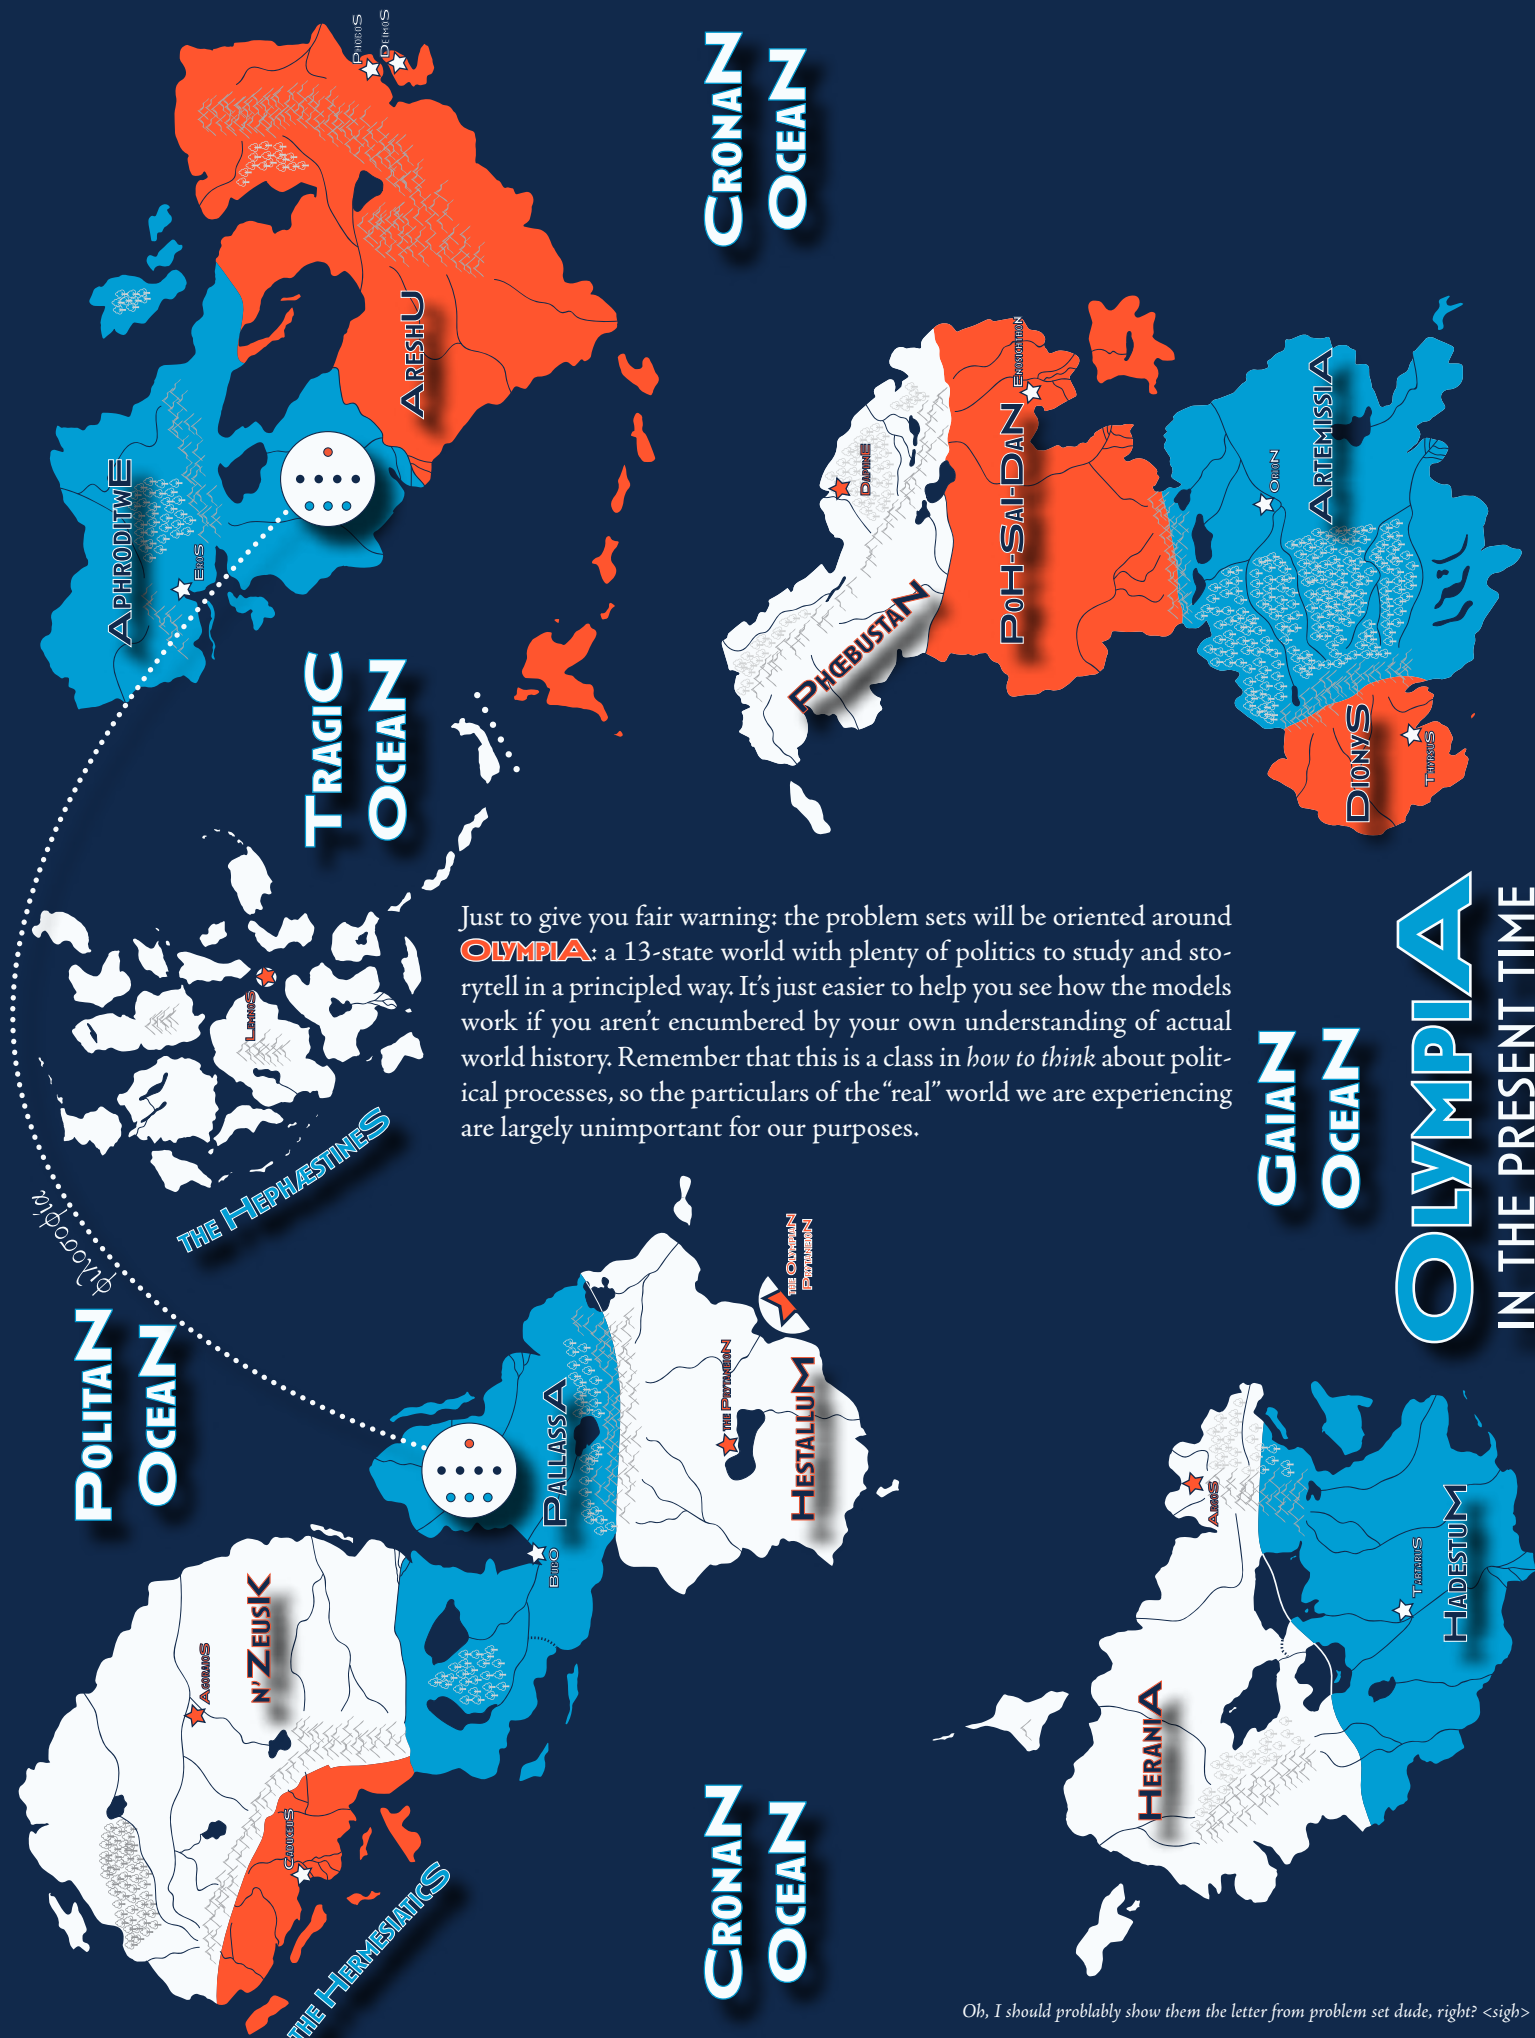 PHOBOS
DEIMOS
CRONAN
OCEAN
ARESHU
APHRODITWE
EROS
TRAGIC
OCEAN
ENOSICHTHON
DAPHNE
POH-SAI-DAN
PHŒBUSTAN
ARTEMISSIA
ORION
DIONYS
THARSUS
LEMNOS
THE HEPHÆSTINES
Just to give you fair warning: the problem sets will be oriented around
OLYMPIA: a 13-state world with plenty of politics to study and sto-
rytell in a principled way. It's just easier to help you see how the models
work if you aren't encumbered by your own understanding of actual
world history. Remember that this is a class in how to think about polit-
ical processes, so the particulars of the "real" world we are experiencing
are largely unimportant for our purposes.
GAIAN
OCEAN
OLYMPIA
IN THE PRESENT TIME
φιλοσοφία
POLITAN
OCEAN
THE OLYMPIAN
PRYTANEION
THE PRYTANEION
PALLASSA
HESTALLUM
BUBO
N'ZEUSK
AGORAIOS
CADUCEUS
THE HERMESIATICS
CRONAN
OCEAN
ARGOS
HERANIA
TARTARUS
HADESTUM
Oh, I should problably show them the letter from problem set dude, right? <sigh>